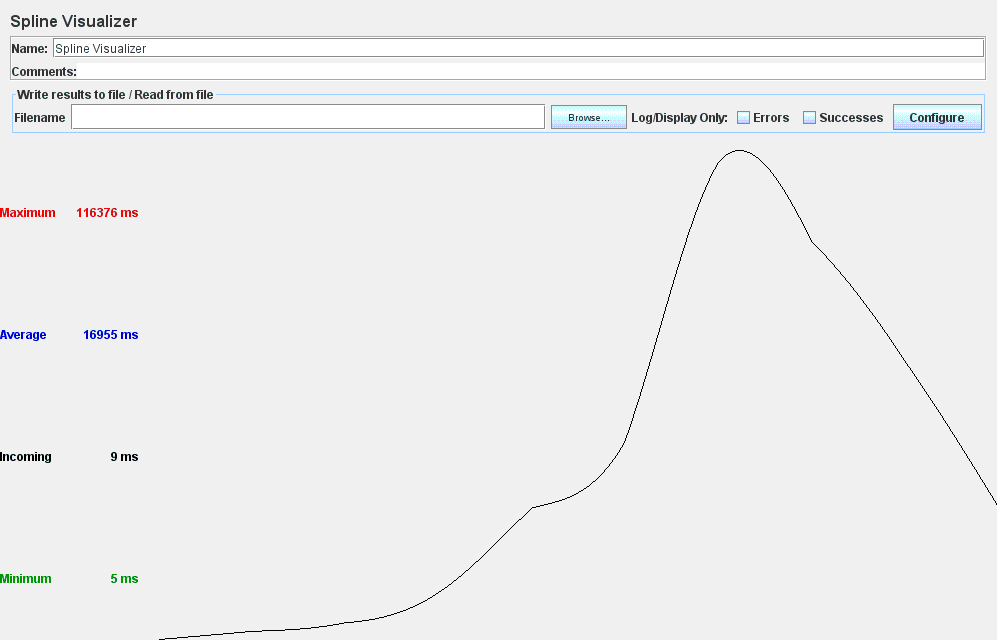 Spline Visualizer
Name: Spline Visualizer
Comments:
Write results to file / Read from file
Filename Browse... Log/Display Only: Errors Successes Configure
Maximum 116376 ms
Average 16955 ms
Incoming 9 ms
Minimum 5 ms